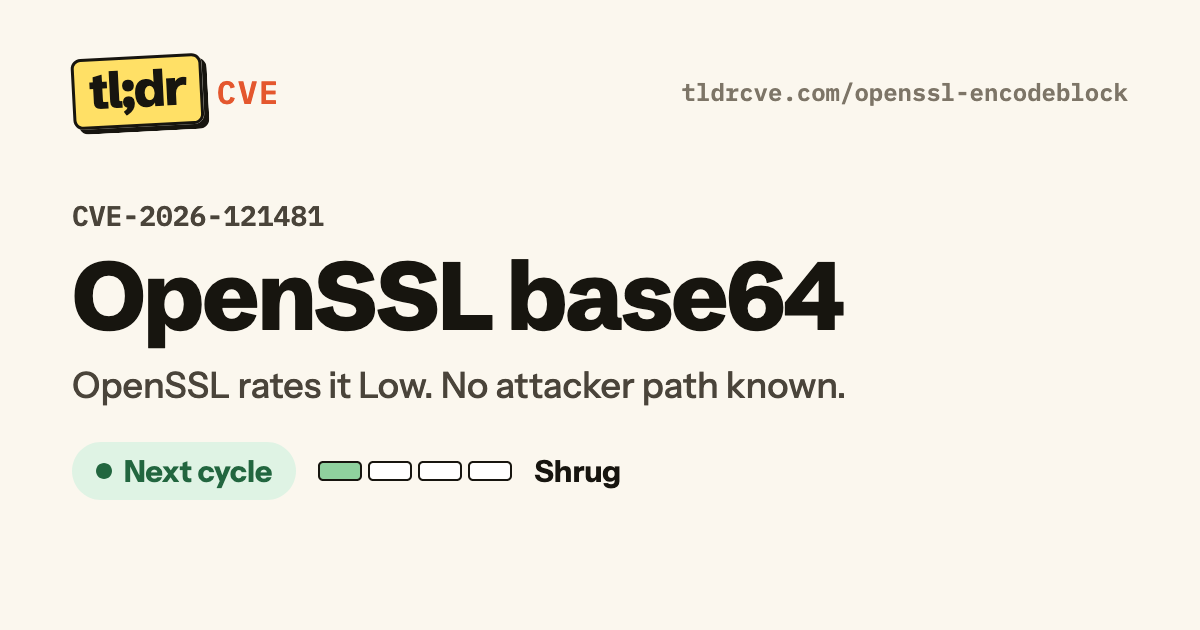 tl;dr CVE
tldrcve.com/openssl-encodeblock
CVE-2026-121481
OpenSSL base64
OpenSSL rates it Low. No attacker path known.
Next cycle
Shrug